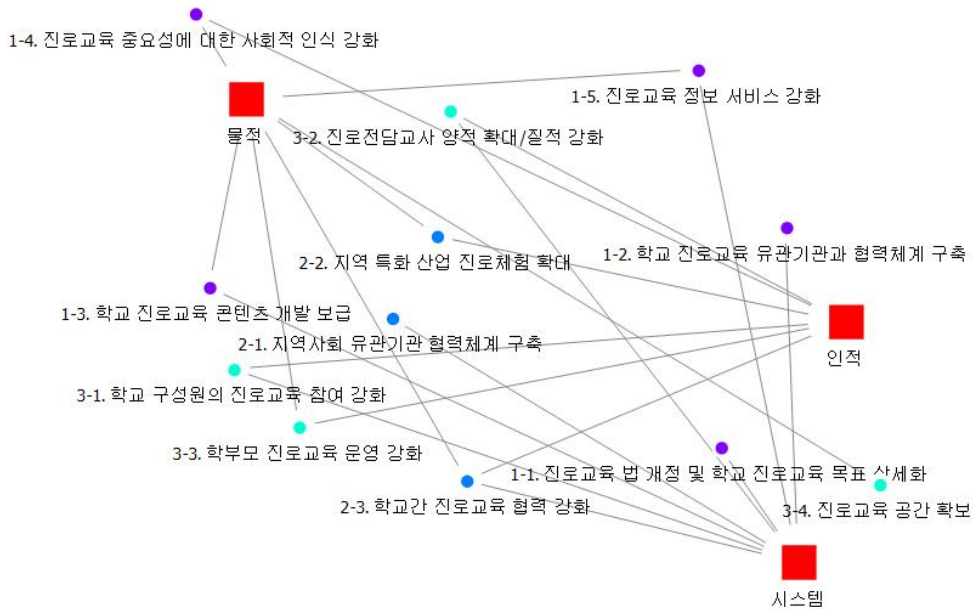 1-4. 진로교육 중요성에 대한 사회적 인식 강화
1-5. 진로교육 정보 서비스 강화
물적
3-2. 진로전담교사 양적 확대/질적 강화
2-2. 지역 특화 산업 진로체험 확대
1-2. 학교 진로교육 유관기관과 협력체계 구축
1-3. 학교 진로교육 콘텐츠 개발 보급
2-1. 지역사회 유관기관 협력체계 구축
인적
3-1. 학교 구성원의 진로교육 참여 강화
3-3. 학부모 진로교육 운영 강화
1-1. 진로교육 법 개정 및 학교 진로교육 목표 상세화
2-3. 학교간 진로교육 협력 강화
3-4. 진로교육 공간 확보
시스템